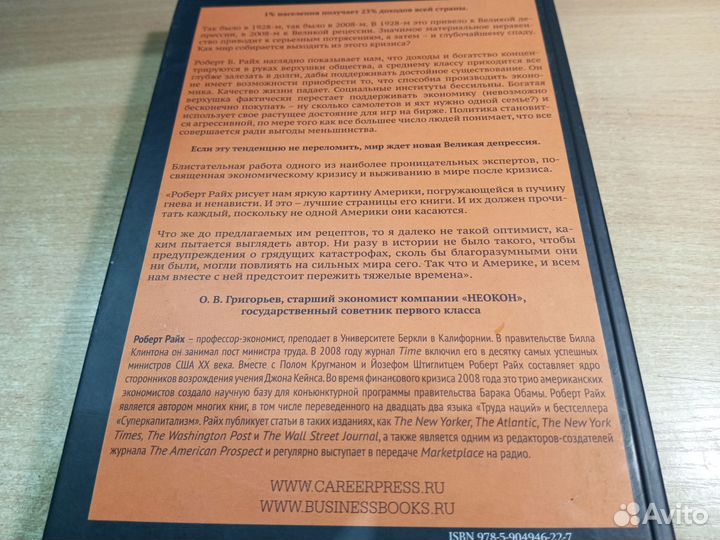 1% населения получает 23% доходов всей страны.
Так было в 1928-м, так было в 2008-м. В 1928-м это привело к Великой де-
прессии, в 2008-м к Великой рецессии. Значимое материальное неравен-
ство приводит к серьезным потрясениям, а затем – и глубочайшему спаду.
Как мир собирается выходить из этого кризиса?
Роберт Б. Райх наглядно показывает нам, что доходы и богатство концен-
трируются в руках верхушки общества, а среднему классу приходится все
глубже залезать в долги, дабы поддерживать достойное существование. Он
не имеет возможности приобрести то, что способна производить эконо-
мика. Качество жизни падает. Социальные институты бессильны. Богатая
верхушка фактически перестает поддерживать экономику (невозможно
бесконечно покупать – ну сколько самолетов и яхт нужно одной семье?) и
использует свое растущее достояние для игр на бирже. Политика становит-
ся агрессивной, по мере того как все большее число людей понимает, что все
совершается ради выгоды меньшинства.
Если эту тенденцию не переломить, мир ждет новая Великая депрессия.
Блистательная работа одного из наиболее проницательных экспертов, по-
священная экономическому кризису и выживанию в мире после кризиса.
«Роберт Райх рисует нам яркую картину Америки, погружающейся в пучину
гнева и ненависти. И это – лучшие страницы его книги. И их должен прочи-
тать каждый, поскольку не одной Америки они касаются.
Что же до предлагаемых им рецептов, то я далеко не такой оптимист, ка-
ким пытается выглядеть автор. Ни разу в истории не было такого, чтобы
предупреждения о грядущих катастрофах, сколь бы благоразумными они
ни были, могли повлиять на сильных мира сего. Так что и Америке, и всем
нам вместе с ней предстоит пережить тяжелые времена».
О. В. Григорьев, старший экономист компании «НЕОКОН»,
государственный советник первого класса
Роберт Райх – профессор-экономист, преподает в Университете Беркли в Калифорнии. В правительстве Билла
Клинтона он занимал пост министра труда. В 2008 году журнал Time включил его в десятку самых успешных
министров США XX века. Вместе с Полом Кругманом и Йозефом Штиглитцем Роберт Райх составляет ядро
сторонников возрождения учения Джона Кейнса. Во время финансового кризиса 2008 года это трио американских
экономистов создало научную базу для конъюнктурной программы правительства Барака Обамы. Роберт Райх
является автором многих книг, в том числе переведенного на двадцать два языка «Труда наций» и бестселлера
«Суперкапитализм». Райх публикует статьи в таких изданиях, как The New Yorker, The Atlantic, The New York
Times, The Washington Post и The Wall Street Journal, а также является одним из редакторов-создателей
журнала The American Prospect и регулярно выступает в передаче Marketplace на радио.
WWW.CAREERPRESS.RU
WWW.BUSINESSBOOKS.RU
ISBN 978-5-904946-22-7
Avito